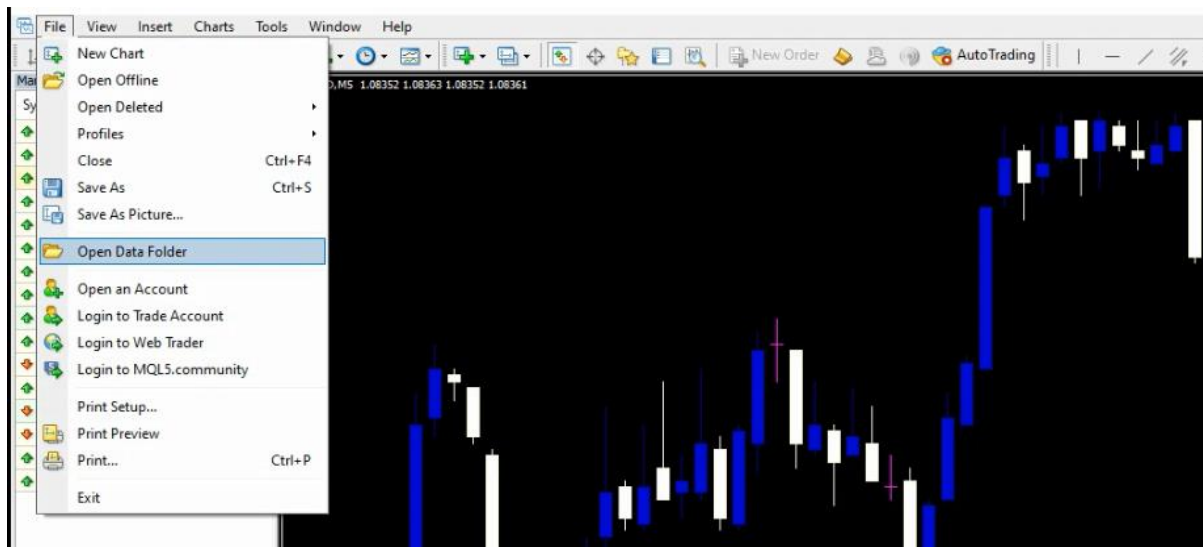 File View Insert Charts Tools Window Help
New Order AutoTrading
New Chart
Open Offline
Open Deleted
Profiles
Close Ctrl+F4
Save As Ctrl+S
Save As Picture...
Open Data Folder
Open an Account
Login to Trade Account
Login to Web Trader
Login to MQL5.community
Print Setup...
Print Preview
Print... Ctrl+P
Exit
,M5 1.08352 1.08363 1.08352 1.08361
Sy